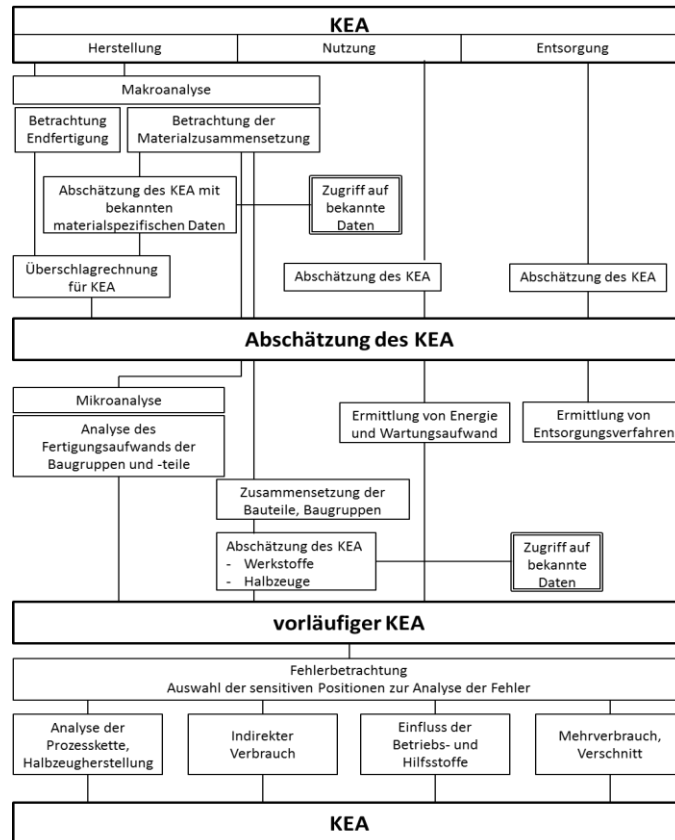 KEA
Herstellung
Nutzung
Entsorgung
Makroanalyse
Betrachtung
Endfertigung
Betrachtung der
Materialzusammensetzung
Abschätzung des KEA mit
bekannten
materialspezifischen Daten
Zugriff auf
bekannte
Daten
Überschlagrechnung
für KEA
Abschätzung des KEA
Abschätzung des KEA
Abschätzung des KEA
Mikroanalyse
Analyse des
Fertigungsaufwands der
Baugruppen und -teile
Ermittlung von Energie
und Wartungsaufwand
Ermittlung von
Entsorgungsverfahren
Zusammensetzung der
Bauteile, Baugruppen
Abschätzung des KEA
- Werkstoffe
- Halbzeuge
Zugriff auf
bekannte
Daten
vorläufiger KEA
Fehlerbetrachtung
Auswahl der sensitiven Positionen zur Analyse der Fehler
Analyse der
Prozesskette,
Halbzeugherstellung
Indirekter
Verbrauch
Einfluss der
Betriebs- und
Hilfsstoffe
Mehrverbrauch,
Verschnitt
KEA